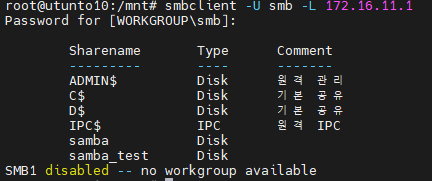 root@utunto10:/mnt# smbclient -U smb -L 172.16.11.1
Password for [WORKGROUP\smb]:
Sharename Type Comment
--------- ---- -------
ADMIN$ Disk 원격 관리
C$ Disk 기본 공유
D$ Disk 기본 공유
IPC$ IPC 원격 IPC
samba Disk
samba_test Disk
SMB1 disabled -- no workgroup available